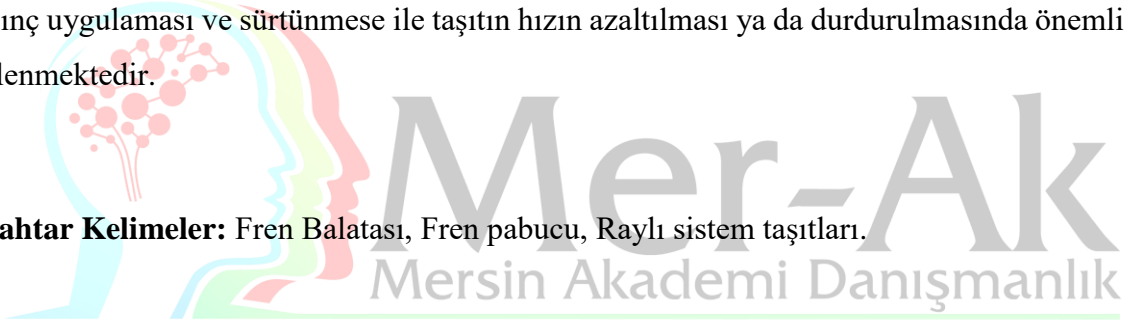 ınç uygulaması ve sürtünmesi ile taşıtın hızın azaltılması ya da durdurulmasında önemli
lenmektedir.
Mer-Ak
ahtar Kelimeler: Fren Balatası, Fren pabucu, Raylı sistem taşıtları.
Mersin Akademi Danışmanlık